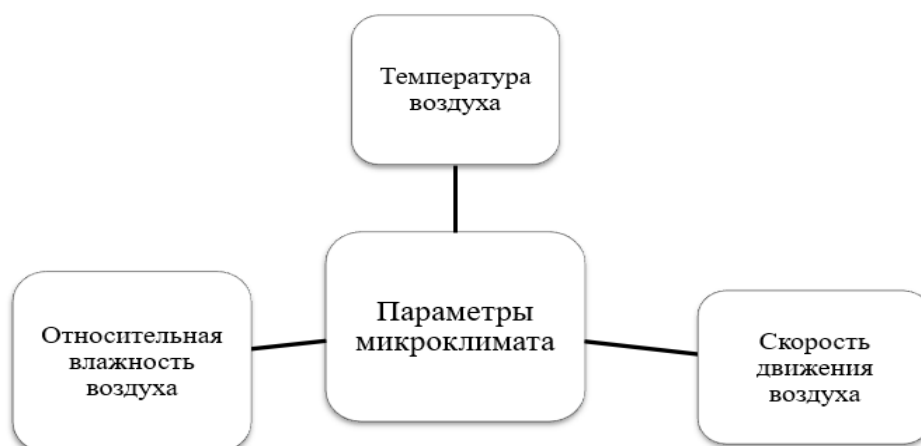 Температура
воздуха
Параметры
микроклимата
Относительная
влажность
воздуха
Скорость
движения
воздуха